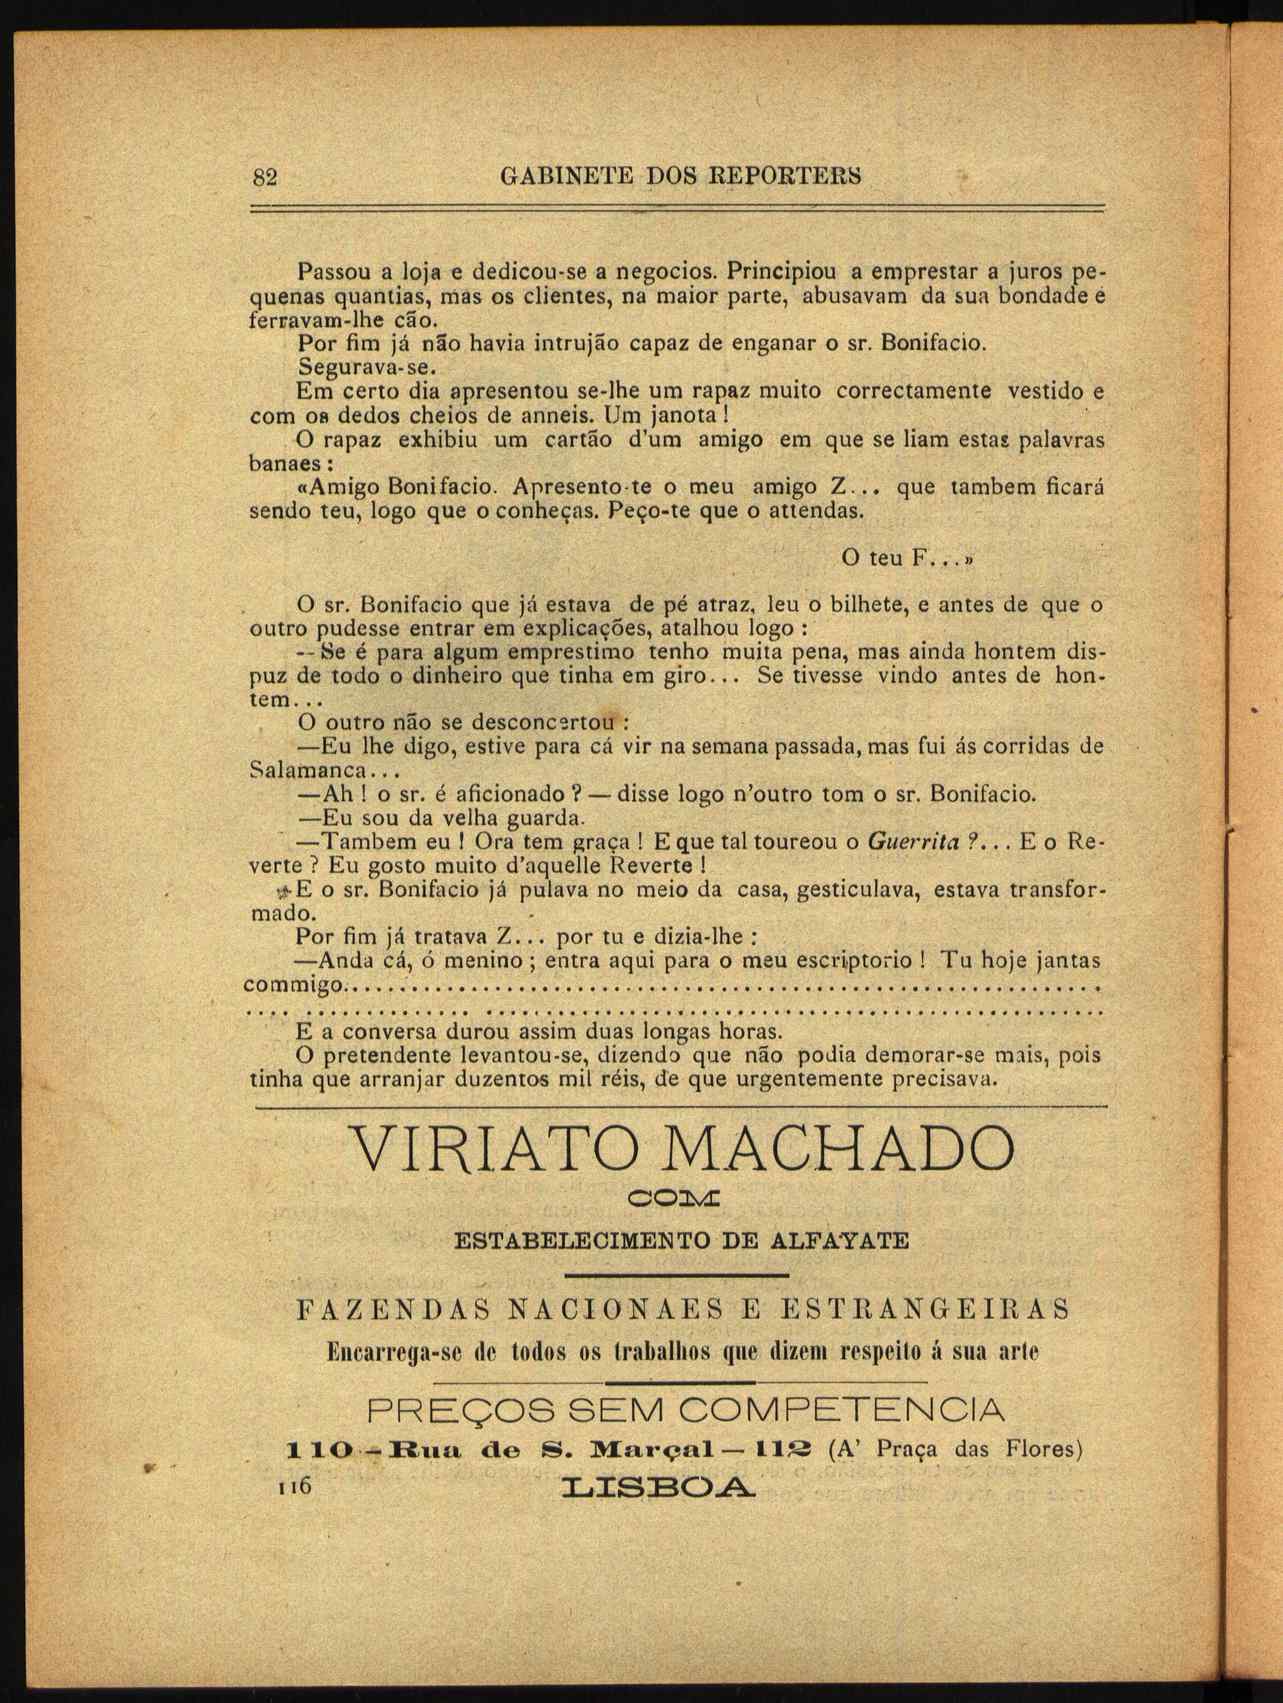 82 GABINETE DOS REPORTERS
Passou a loja e dedicou-se a negocios. Principiou a emprestar a juros pe-
quenas quantias, mas os clientes, na maior parte, abusavam da sua bondade e
ferravam-lhe cão.
Por fim já não havia intrujão capaz de enganar o sr. Bonifacio.
Segurava-se.
Em certo dia apresentou se-lhe um rapaz muito correctamente vestido e
com os dedos cheios de anneis. Um janota !
O rapaz exhibiu um cartão d'um amigo em que se liam estas palavras
banaes :
«Amigo Bonifacio. Apresento-te o meu amigo Z... que tambem ficará
sendo teu, logo que o conheças. Peço-te que o attendas.
O teu F...»
O sr. Bonifacio que já estava de pé atraz, leu o bilhete, e antes de que o
outro pudesse entrar em explicações, atalhou logo :
-- Se é para algum emprestimo tenho muita pena, mas ainda hontem dis-
puz de todo o dinheiro que tinha em giro... Se tivesse vindo antes de hon-
tem...
O outro não se desconcertou :
—Eu lhe digo, estive para cá vir na semana passada, mas fui ás corridas de
Salamanca...
—Ah ! o sr. é aficionado ? — disse logo n'outro tom o sr. Bonifacio.
—Eu sou da velha guarda.
—Tambem eu ! Ora tem graça ! E que tal toureou o Guerrita ?... E o Re-
verte ? Eu gosto muito d'aquelle Reverte !
E o sr. Bonifacio já pulava no meio da casa, gesticulava, estava transfor-
mado.
Por fim já tratava Z... por tu e dizia-lhe :
—Anda cá, ó menino ; entra aqui para o meu escriptorio ! Tu hoje jantas
commigo......................................................................
................................................................................
E a conversa durou assim duas longas horas.
O pretendente levantou-se, dizendo que não podia demorar-se mais, pois
tinha que arranjar duzentos mil réis, de que urgentemente precisava.
VIRIATO MACHADO
COM
ESTABELECIMENTO DE ALFAYATE
FAZENDAS NACIONAES E ESTRANGEIRAS
Encarrega-se de todos os trabalhos que dizem respeito á sua arte
PREÇOS SEM COMPETENCIA
110 — Rua de S. Marçal — 112 (A' Praça das Flores)
116 LISBOA